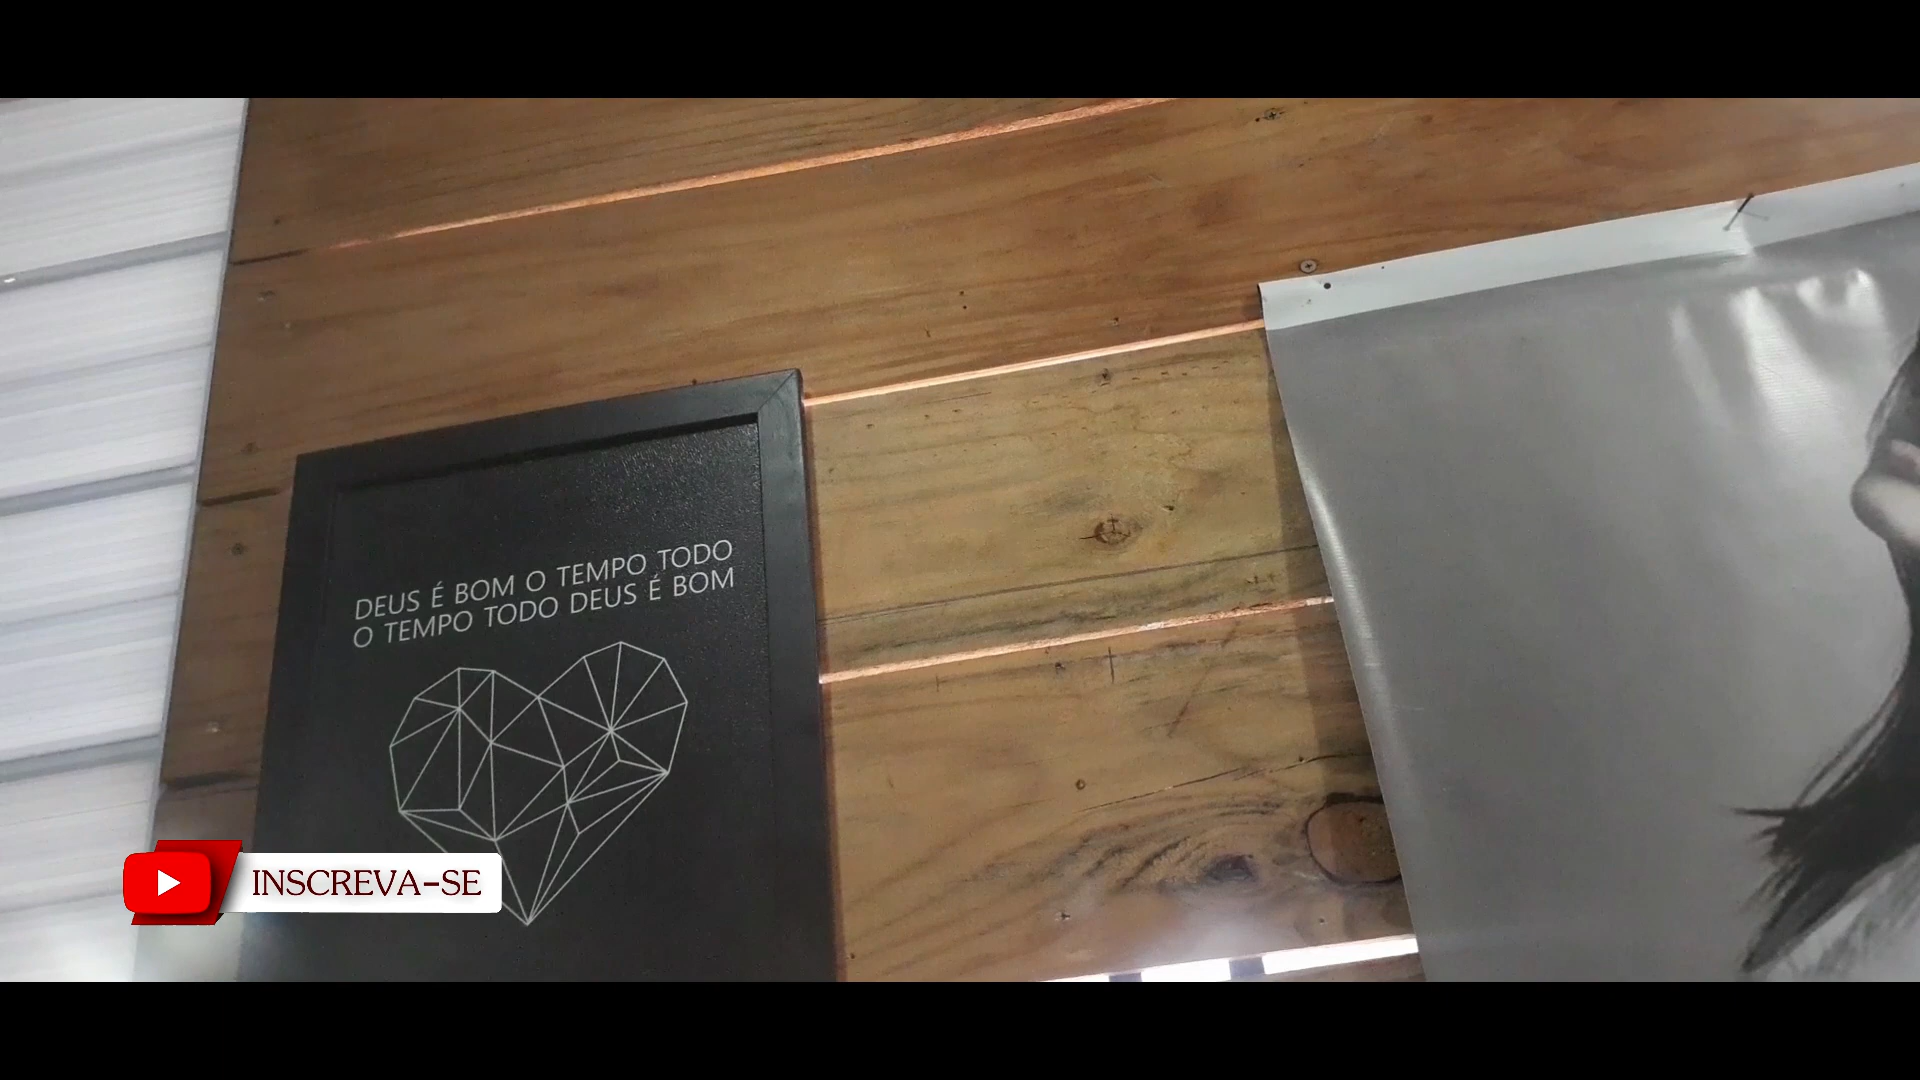 DEUS É BOM O TEMPO TODO
O TEMPO TODO DEUS É BOM
INSCREVA-SE